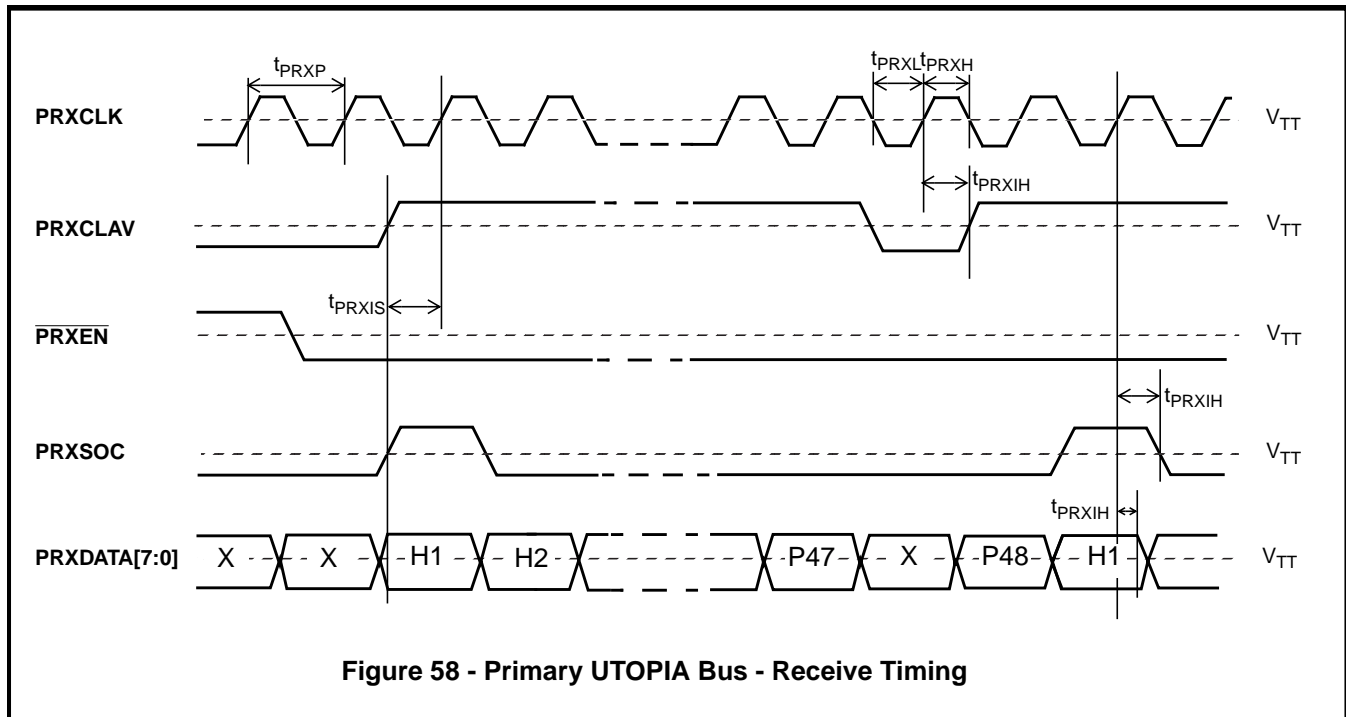 tPRXP
tPRXL tPRXH
PRXCLK
VTT
tPRXIH
PRXCLAV
VTT
tPRXIS
PRXEN
VTT
tPRXIH
PRXSOC
VTT
tPRXIH
PRXDATA[7:0] X X H1 H2 P47 X P48 H1 VTT
Figure 58 - Primary UTOPIA Bus - Receive Timing